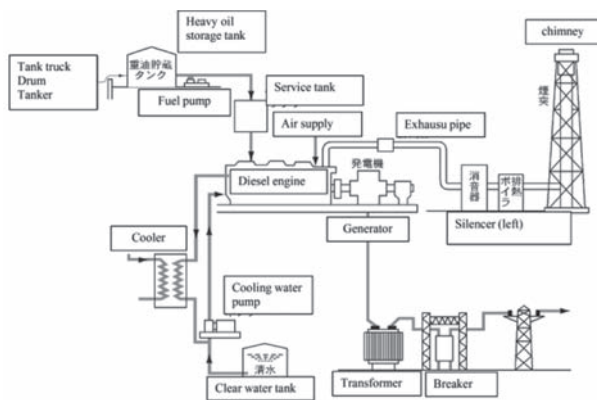 Heavy oil
storage tank
chimney
重油貯蔵
タンク
Tank truck
Drum
Tanker
Fuel pump
Service tank
Air supply
Exhausu pipe
煙突
発電機
消音器
排熱
ボイラ
Diesel engine
Generator
Silencer (left)
Cooler
Cooling water
pump
清水
Clear water tank
Transformer
Breaker